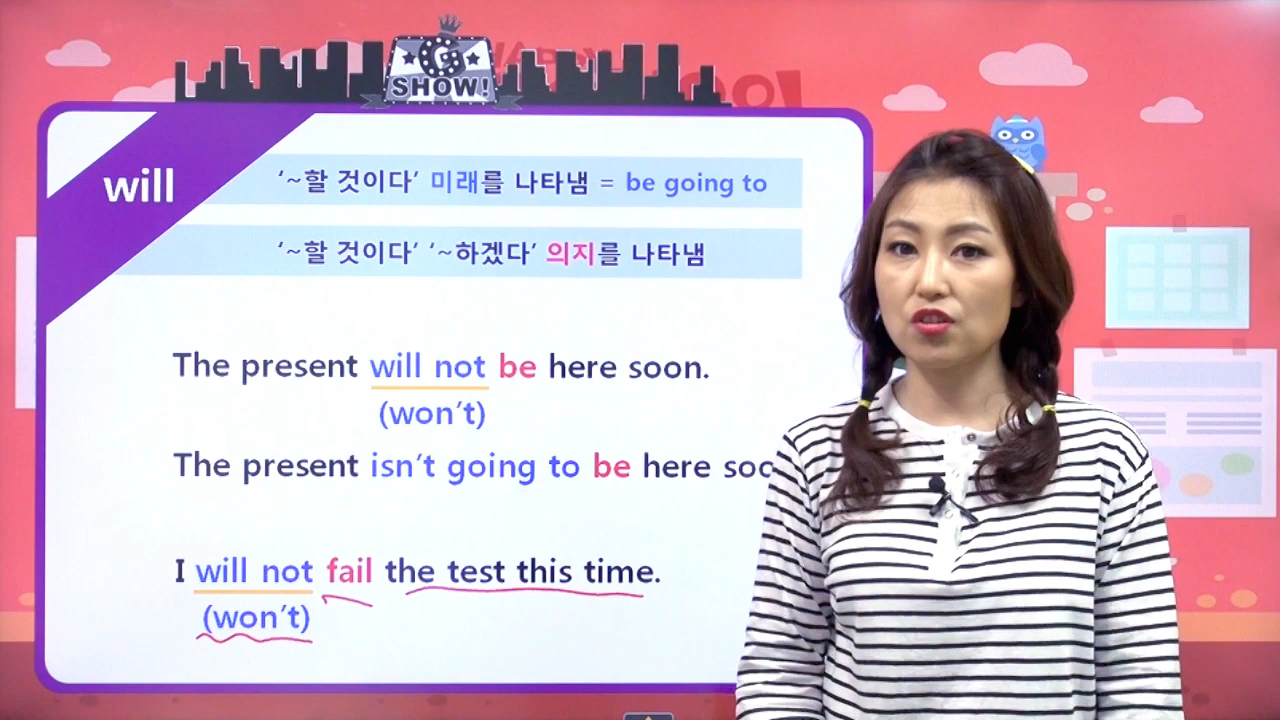 G
SHOW!
will
‘~할 것이다’ 미래를 나타냄 = be going to
‘~할 것이다’ ‘~하겠다’ 의지를 나타냄
The present will not be here soon.
(won’t)
The present isn’t going to be here soo
I will not fail the test this time.
(won’t)